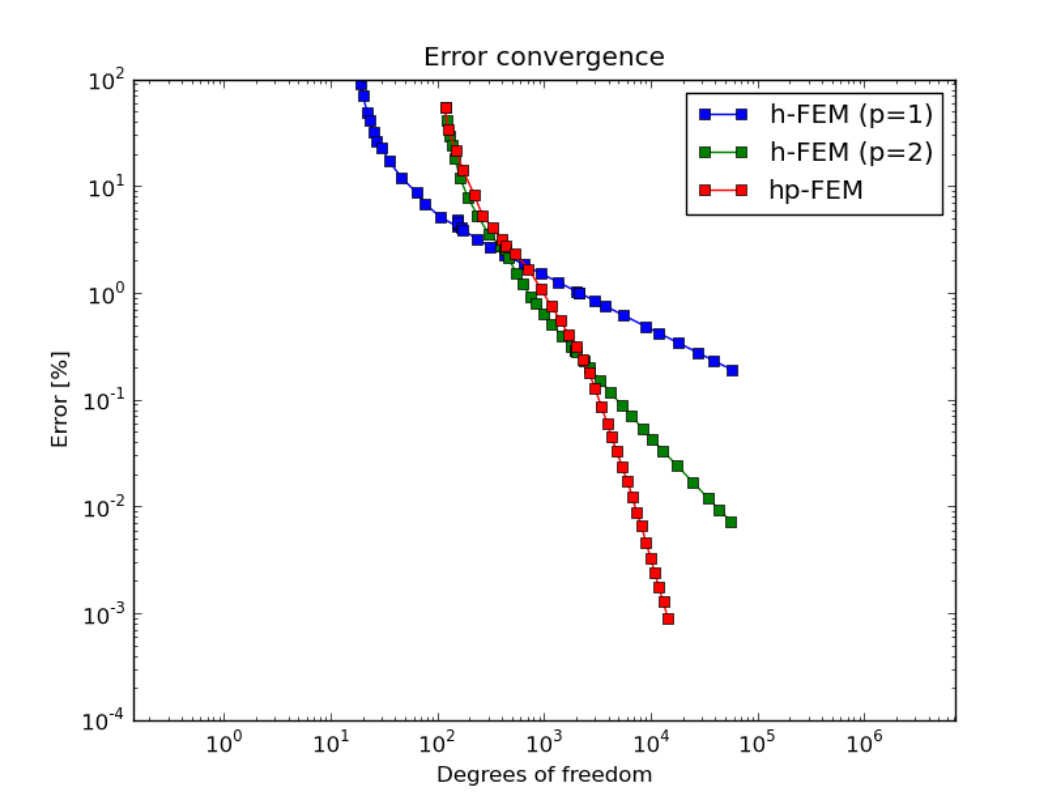 Error convergence
h-FEM (p=1)
h-FEM (p=2)
hp-FEM
Error [%]
10^2
10^1
10^0
10^-1
10^-2
10^-3
10^-4
10^0 10^1 10^2 10^3 10^4 10^5 10^6
Degrees of freedom